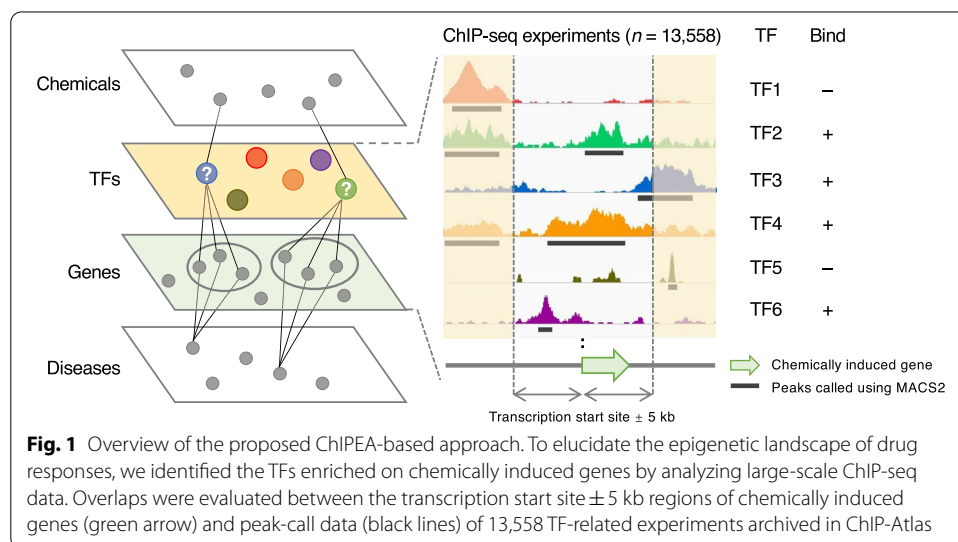 ChIP-seq experiments (n = 13,558) TF Bind
Chemicals
TFs
Genes
Diseases
? ?
TF1 –
TF2 +
TF3 +
TF4 +
TF5 –
TF6 +
Chemically induced gene
Peaks called using MACS2
Transcription start site ± 5 kb
Fig. 1 Overview of the proposed ChIPEA-based approach. To elucidate the epigenetic landscape of drug
responses, we identified the TFs enriched on chemically induced genes by analyzing large-scale ChIP-seq
data. Overlaps were evaluated between the transcription start site ± 5 kb regions of chemically induced
genes (green arrow) and peak-call data (black lines) of 13,558 TF-related experiments archived in ChIP-Atlas